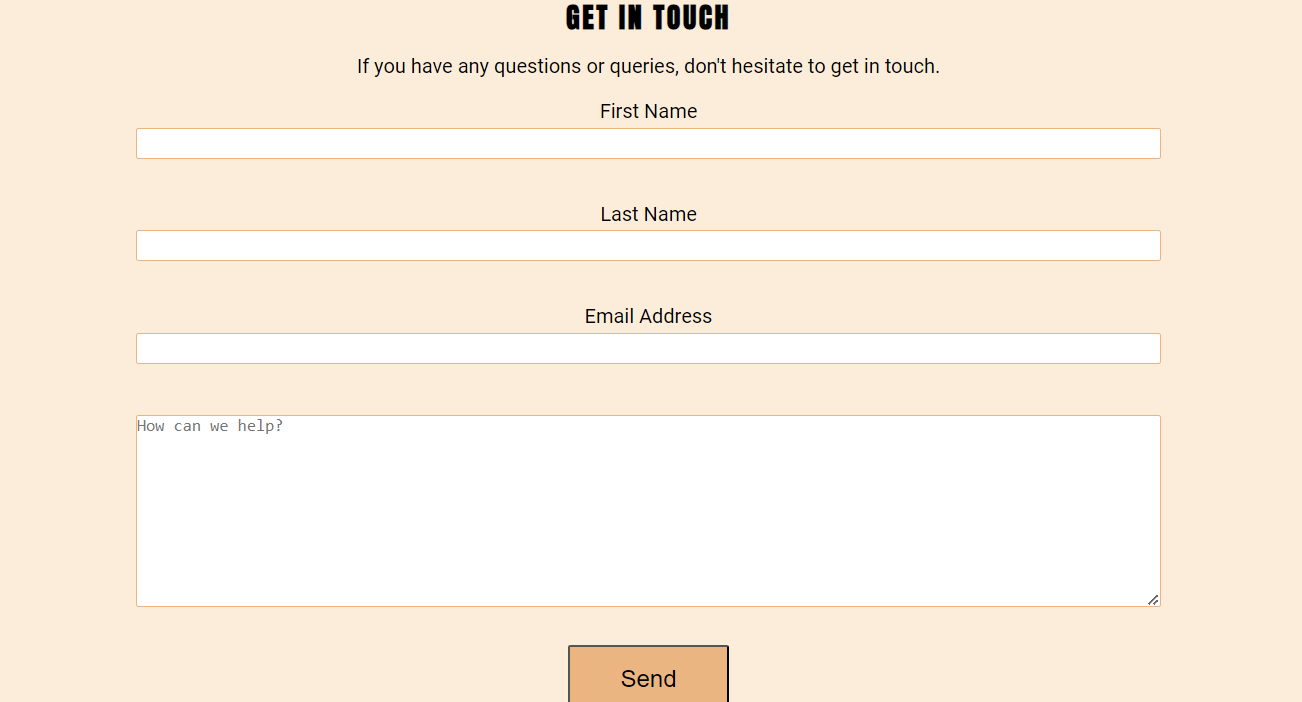 GET IN TOUCH
If you have any questions or queries, don't hesitate to get in touch.
First Name
Last Name
Email Address
How can we help?
Send